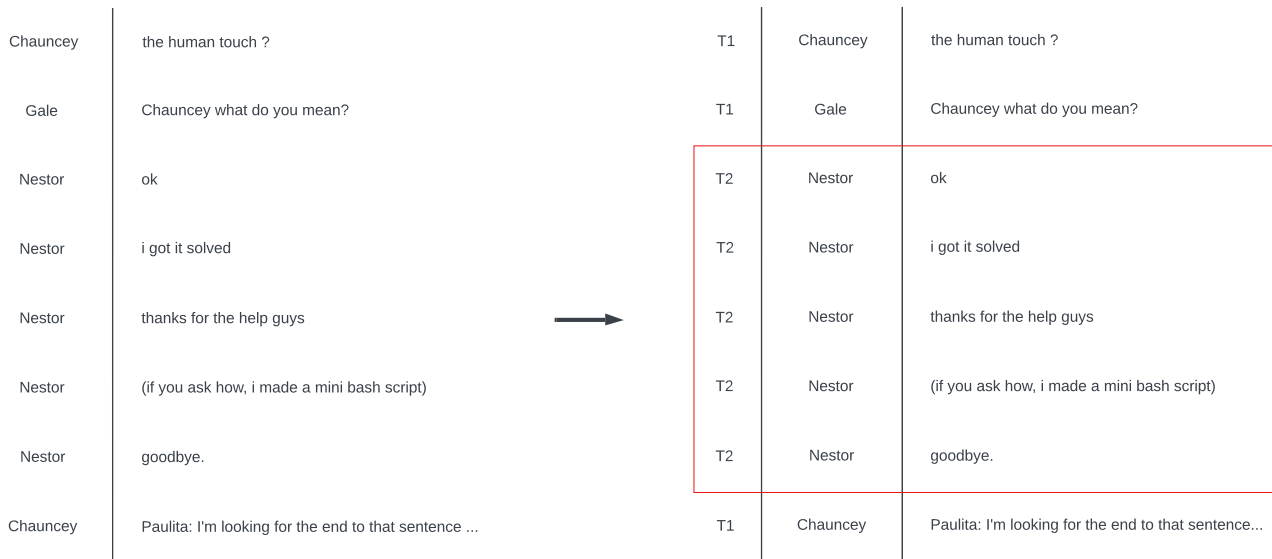 Chauncey the human touch ?
Gale Chauncey what do you mean?
Nestor ok
Nestor i got it solved
Nestor thanks for the help guys
Nestor (if you ask how, i made a mini bash script)
Nestor goodbye.
Chauncey Paulita: I'm looking for the end to that sentence ...
T1 Chauncey the human touch ?
T1 Gale Chauncey what do you mean?
T2 Nestor ok
T2 Nestor i got it solved
T2 Nestor thanks for the help guys
T2 Nestor (if you ask how, i made a mini bash script)
T2 Nestor goodbye.
T1 Chauncey Paulita: I'm looking for the end to that sentence...